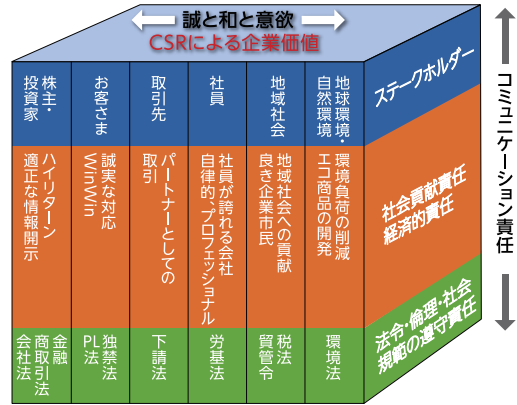 誠と和と意欲
CSRによる企業価値
株主・
投資家
お客さま
取引先
社員
地域社会
地球環境・
自然環境
ステークホルダー
ハイリターン
適正な情報開示
誠実な対応
WinWin
パートナーとしての
取引
社員が誇れる会社
自律的、プロフェッショナル
地域社会への貢献
良き企業市民
環境負荷の削減
エコ商品の開発
社会貢献責任
経済的責任
金融
商取引法
会社法
独禁法
PL法
下請法
労基法
税法
貿管令
環境法
法令・倫理・社会
規範の遵守責任
コミュニケーション責任